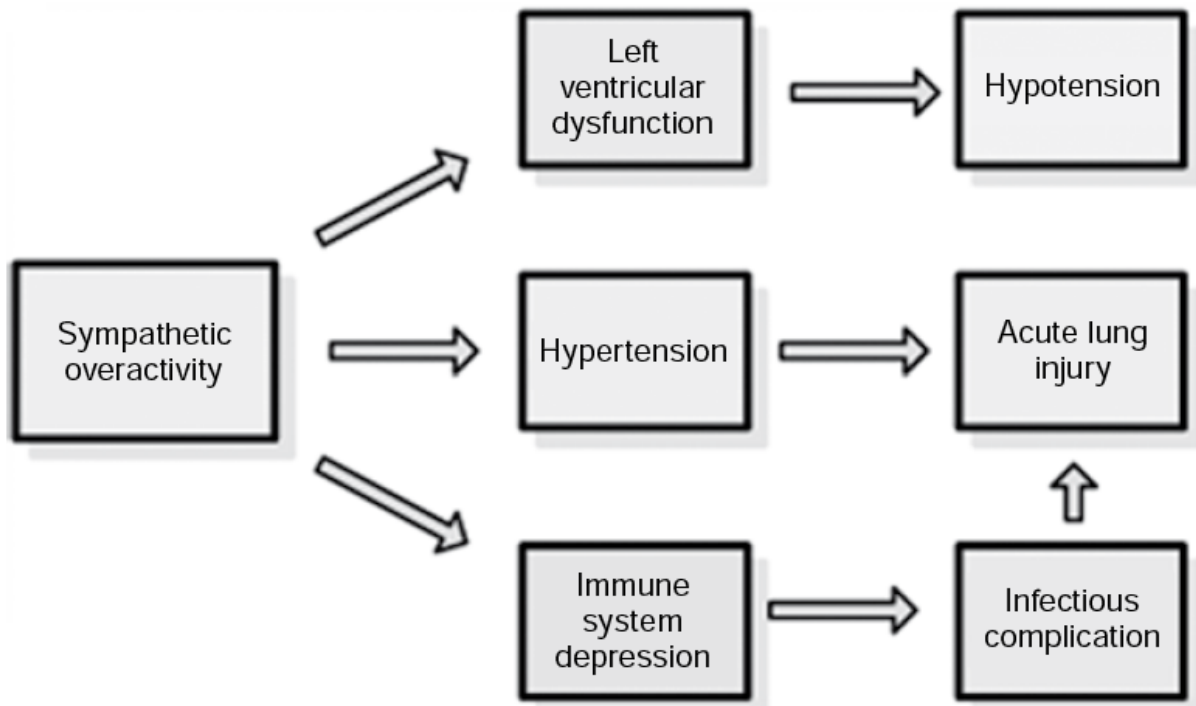 Left
ventricular
dysfunction
Hypotension
Sympathetic
overactivity
Hypertension
Acute lung
injury
Immune
system
depression
Infectious
complication